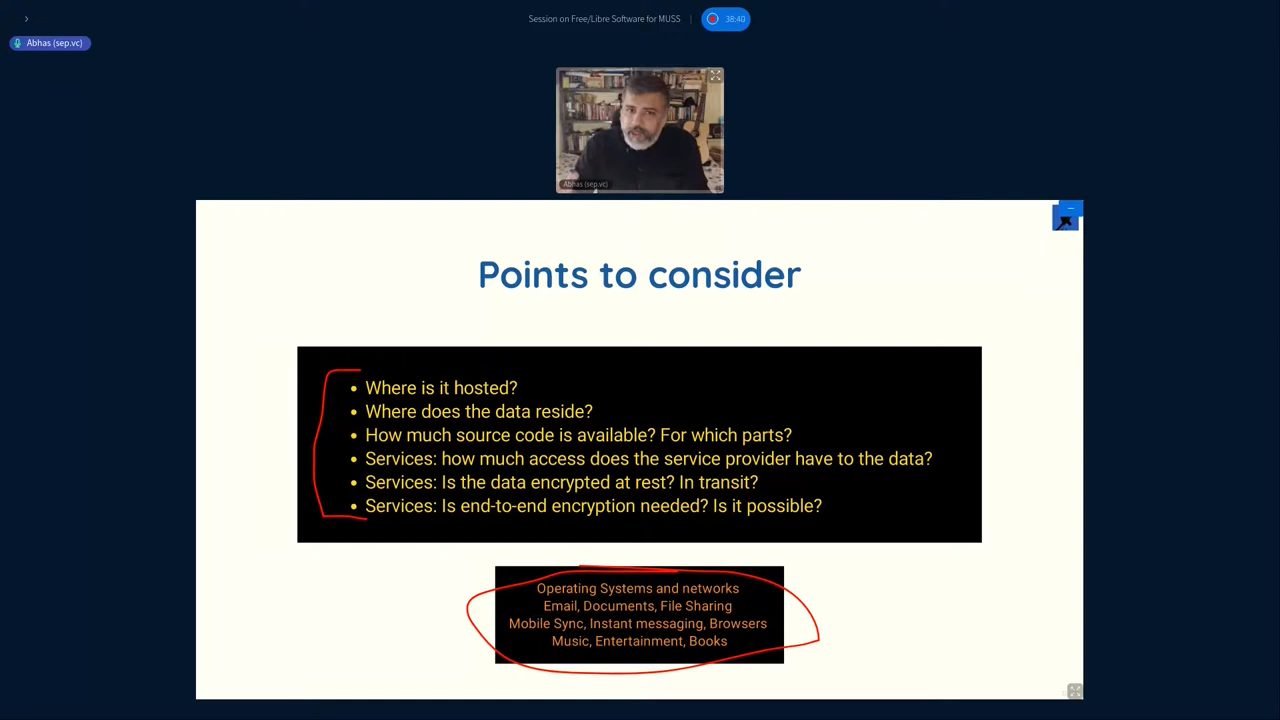 Session on Free/Libre Software for MUSS
38:40
Abhas (sep.vc)
Abhas (sep.vc)
Points to consider
• Where is it hosted?
• Where does the data reside?
• How much source code is available? For which parts?
• Services: how much access does the service provider have to the data?
• Services: Is the data encrypted at rest? In transit?
• Services: Is end-to-end encryption needed? Is it possible?
Operating Systems and networks
Email, Documents, File Sharing
Mobile Sync, Instant messaging, Browsers
Music, Entertainment, Books